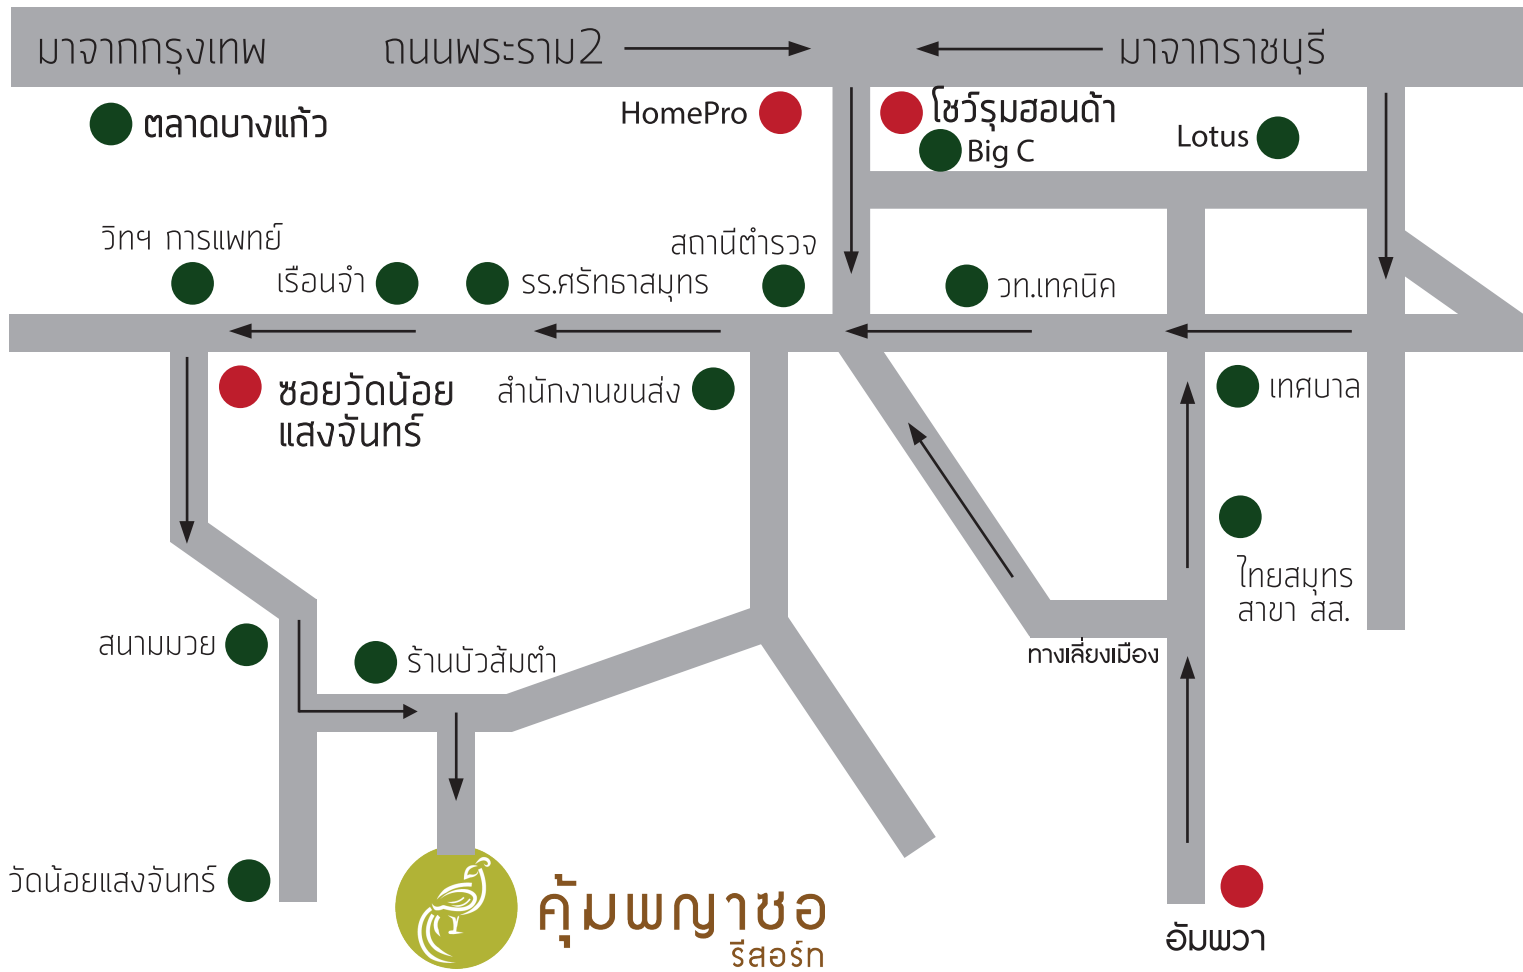 มาจากกรุงเทพ
ถนนพระราม2
มาจากราชบุรี
ตลาดบางแก้ว
HomePro
โชว์รุมฮอนด้า
Big C
Lotus
วิทฯ การแพทย์
เรือนจำ
รร.ศรัทธาสมุทร
สถานีตำรวจ
วท.เทคนิค
ซอยวัดน้อย
แสงจันทร์
สำนักงานขนส่ง
เทศบาล
ไทยสมุทร
สาขา สส.
สนามมวย
ร้านบัวส้มตำ
ทางเลี่ยงเมือง
วัดน้อยแสงจันทร์
คุ้มพญาซอ
รีสอร์ท
อัมพวา